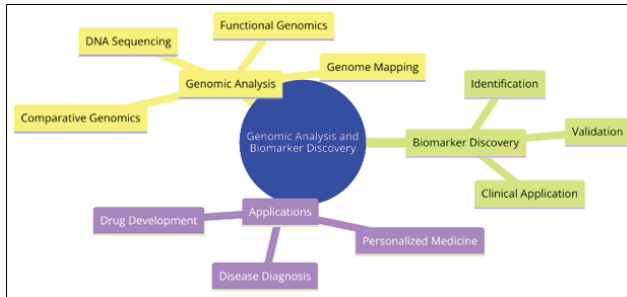 Functional Genomics
DNA Sequencing
Genome Mapping
Genomic Analysis
Comparative Genomics
Genomic Analysis and
Biomarker Discovery
Identification
Validation
Biomarker Discovery
Clinical Application
Applications
Drug Development
Personalized Medicine
Disease Diagnosis